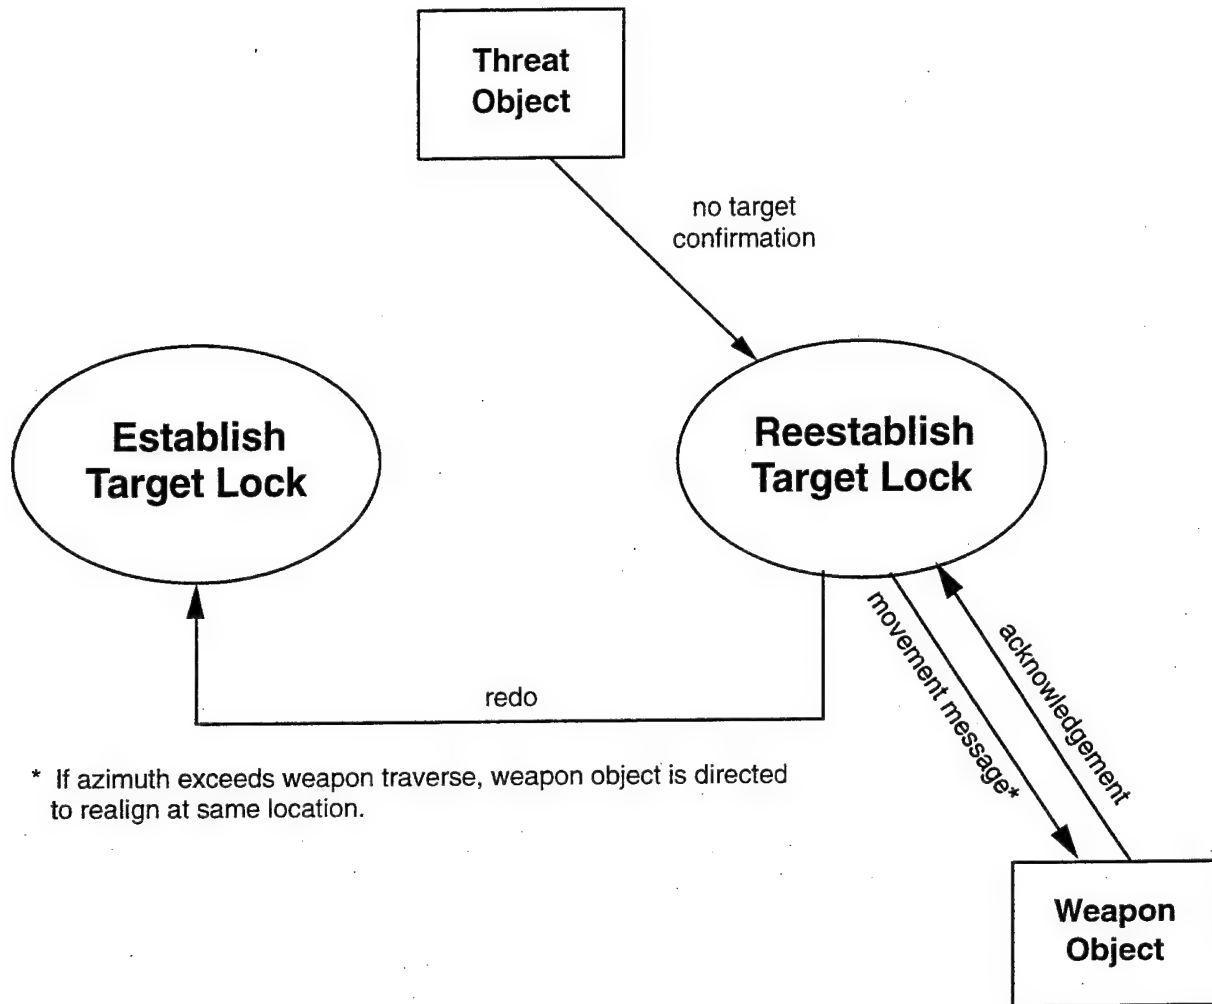 Threat
Object
no target
confirmation
Establish
Target Lock
Reestablish
Target Lock
movement message*
acknowledgement
redo
* If azimuth exceeds weapon traverse, weapon object is directed
to realign at same location.
Weapon
Object